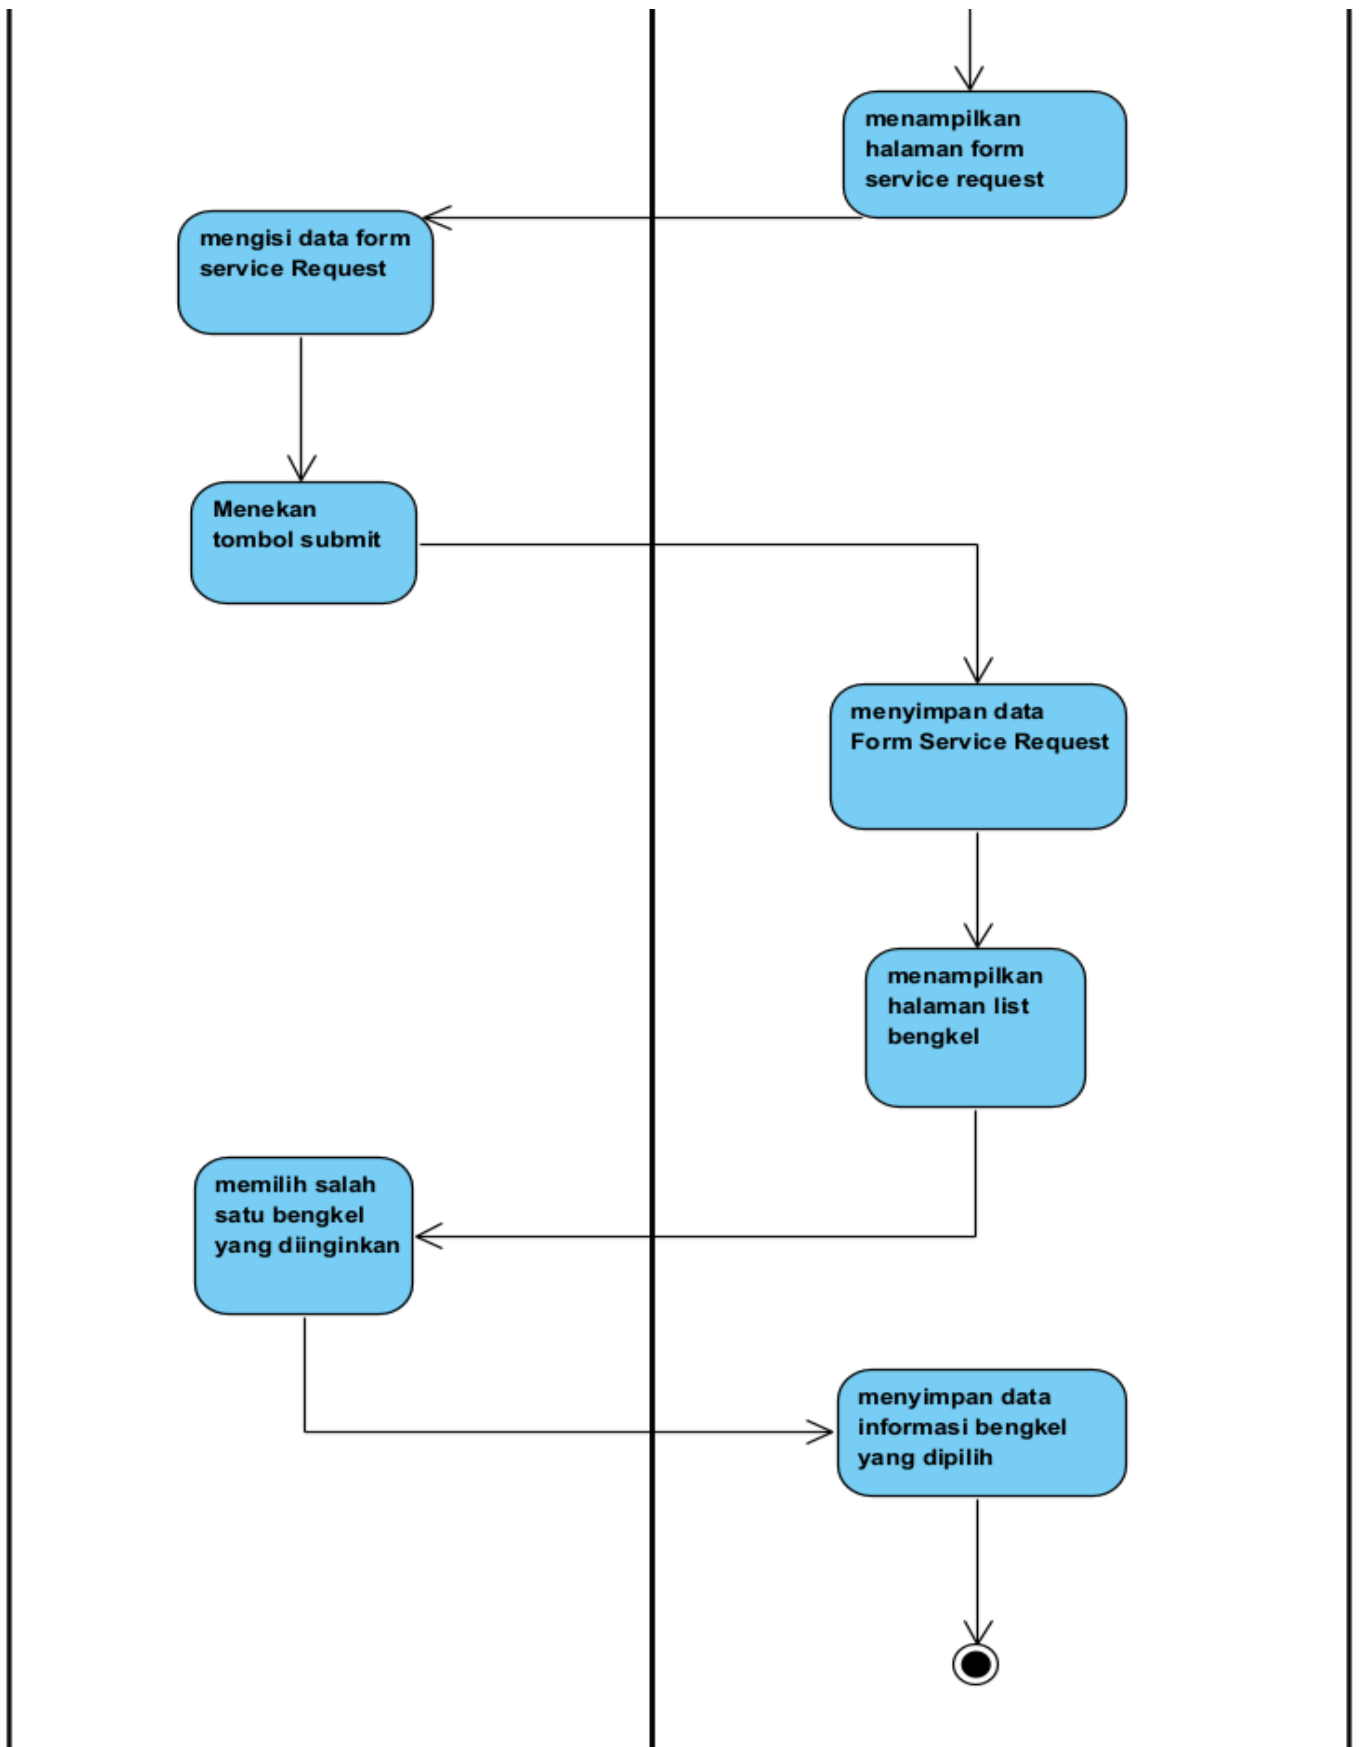 menampilkan
halaman form
service request
mengisi data form
service Request
Menekan
tombol submit
menyimpan data
Form Service Request
menampilkan
halaman list
bengkel
memilih salah
satu bengkel
yang diinginkan
menyimpan data
informasi bengkel
yang dipilih